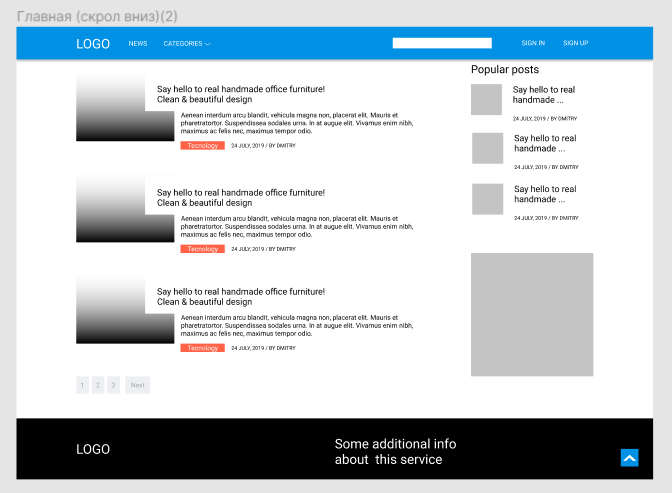 Главная (скрол вниз)(2)
LOGO NEWS CATEGORIES SIGN IN SIGN UP
Say hello to real handmade office furniture!
Clean & beautiful design
Aenean interdum arcu blandit, vehicula magna non, placerat elit. Mauris et
pharetratortor. Suspendissea sodales urna. In at augue elit. Vivamus enim nibh,
maximus ac felis nec, maximus tempor odio.
Tecnology 24 JULY, 2019 / BY DMITRY
Say hello to real handmade office furniture!
Clean & beautiful design
Aenean interdum arcu blandit, vehicula magna non, placerat elit. Mauris et
pharetratortor. Suspendissea sodales urna. In at augue elit. Vivamus enim nibh,
maximus ac felis nec, maximus tempor odio.
Tecnology 24 JULY, 2019 / BY DMITRY
Say hello to real handmade office furniture!
Clean & beautiful design
Aenean interdum arcu blandit, vehicula magna non, placerat elit. Mauris et
pharetratortor. Suspendissea sodales urna. In at augue elit. Vivamus enim nibh,
maximus ac felis nec, maximus tempor odio.
Tecnology 24 JULY, 2019 / BY DMITRY
1 2 3 Next
Popular posts
Say hello to real
handmade ...
24 JULY, 2019 / BY DMITRY
Say hello to real
handmade ...
24 JULY, 2019 / BY DMITRY
Say hello to real
handmade ...
24 JULY, 2019 / BY DMITRY
LOGO
Some additional info
about this service